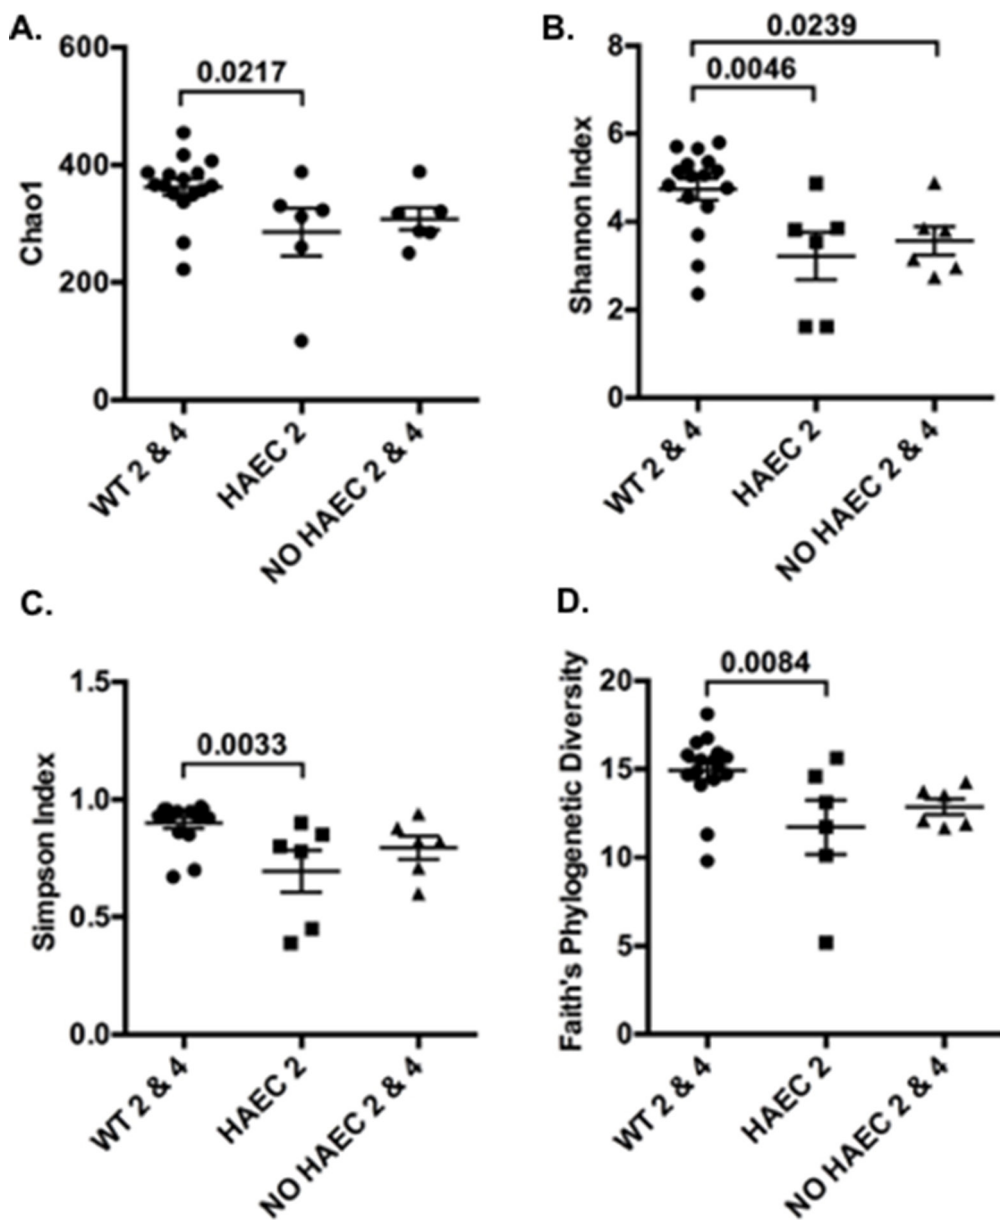 A.
600
400
200
0
Chao1
0.0217
WT 2 & 4
HAEC 2
NO HAEC 2 & 4
B.
8
6
4
2
0
Shannon Index
0.0239
0.0046
WT 2 & 4
HAEC 2
NO HAEC 2 & 4
C.
1.5
1.0
0.5
0.0
Simpson Index
0.0033
WT 2 & 4
HAEC 2
NO HAEC 2 & 4
D.
20
15
10
5
0
Faith's Phylogenetic Diversity
0.0084
WT 2 & 4
HAEC 2
NO HAEC 2 & 4